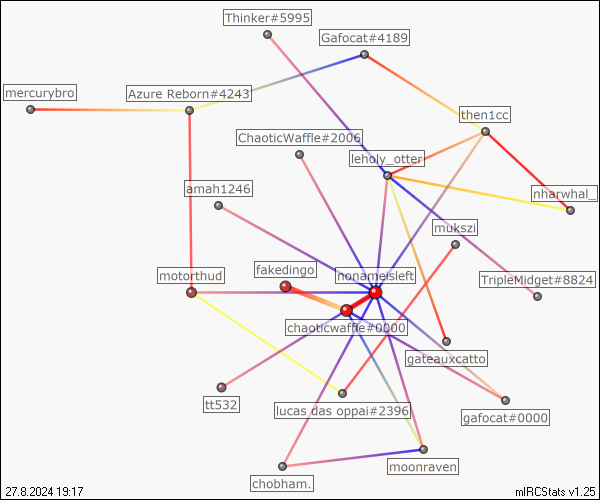 Thinker#5995
Gafocat#4189
mercurybro
Azure Reborn#4243
then1cc
ChaoticWaffle#2006
leholy_otter
amah1246
nharwhal_
mukszi
motorthud
fakedingo
honameisleft
TripleMidget#8824
chaoticwaffle#0000
gateauxcatto
tt532
lucas das oppai#2396
gafocat#0000
moonraven
chobham.
27.8.2024 19:17
mIRCStats v1.25